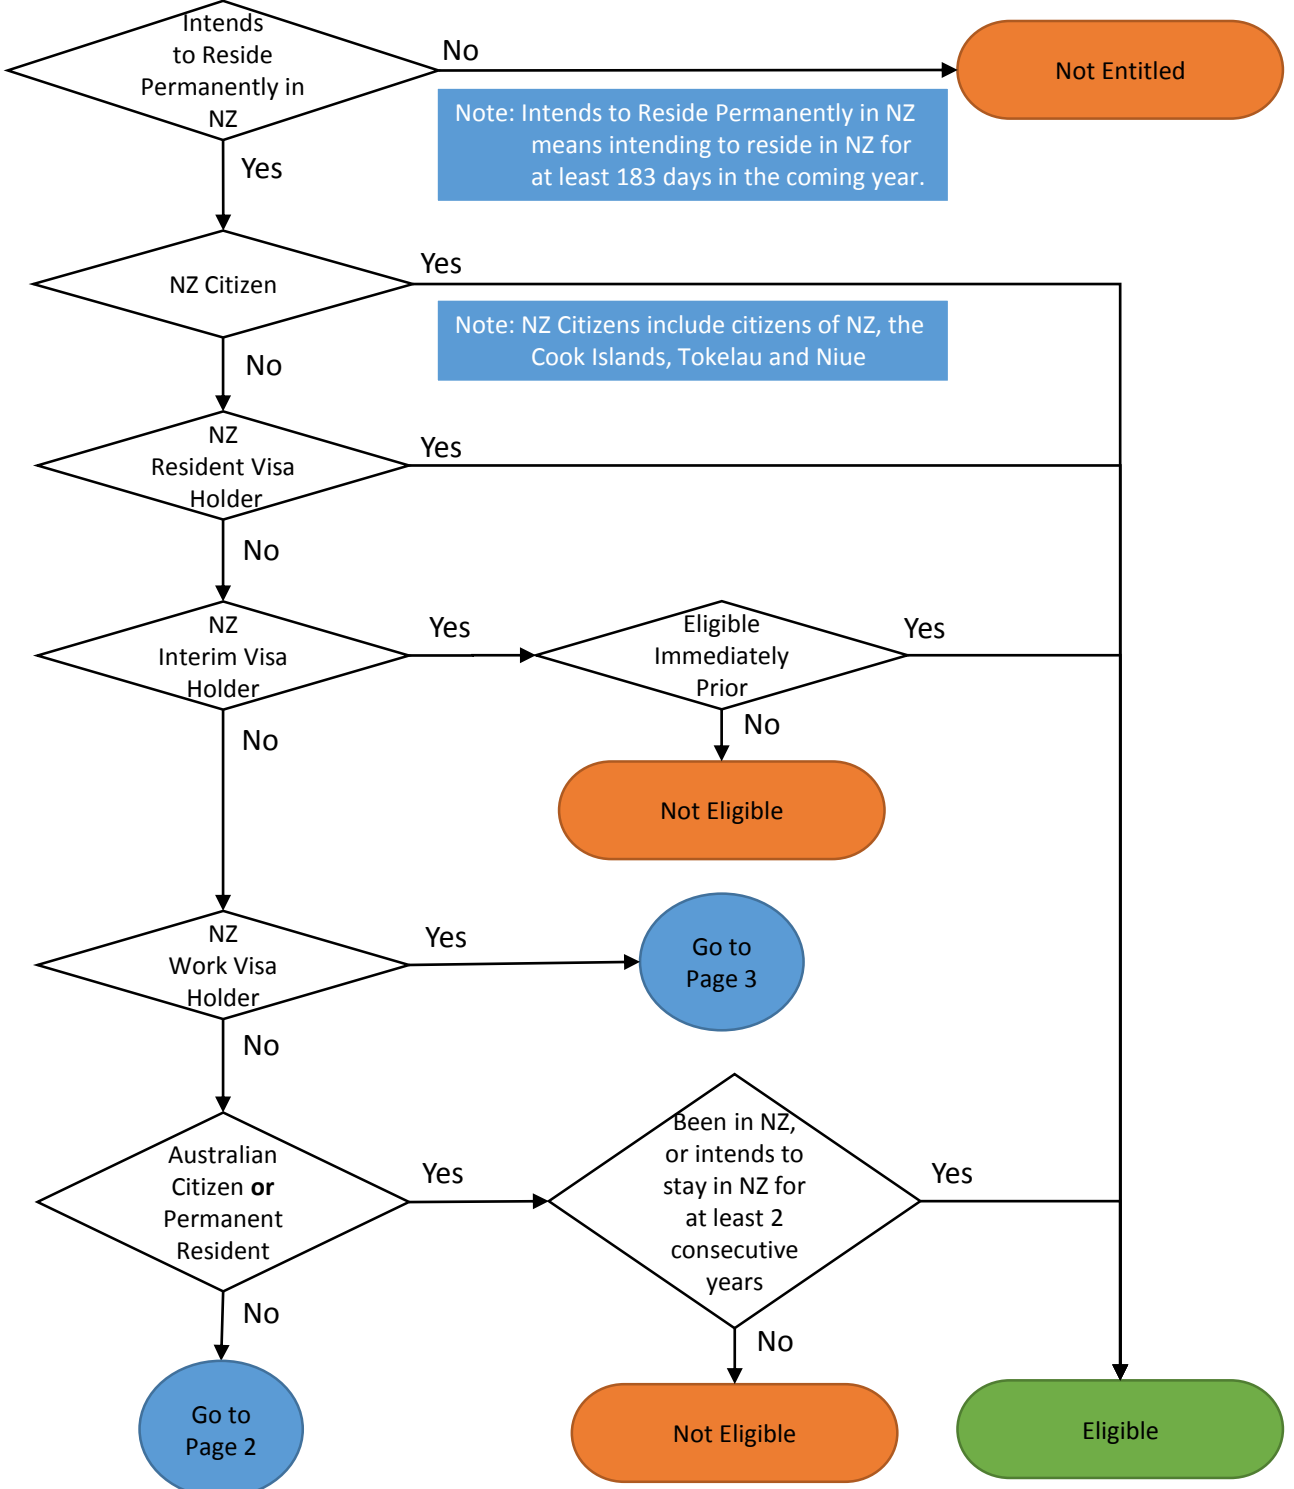 Intends
to Reside
Permanently in
NZ
No
Not Entitled
Note: Intends to Reside Permanently in NZ
means intending to reside in NZ for
at least 183 days in the coming year.
Yes
NZ Citizen
Yes
Note: NZ Citizens include citizens of NZ, the
Cook Islands, Tokelau and Niue
No
NZ
Resident Visa
Holder
Yes
No
NZ
Interim Visa
Holder
Yes
Eligible
Immediately
Prior
Yes
No
No
Not Eligible
NZ
Work Visa
Holder
Yes
Go to
Page 3
No
Australian
Citizen or
Permanent
Resident
Yes
Been in NZ,
or intends to
stay in NZ for
at least 2
consecutive
years
Yes
No
No
Go to
Page 2
Not Eligible
Eligible